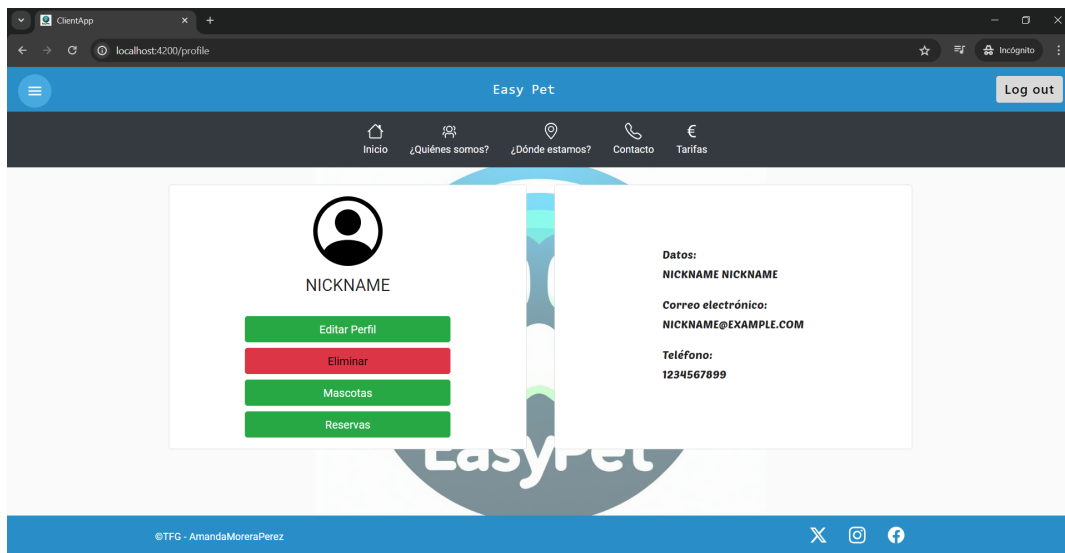 ClientApp
localhost:4200/profile
Incógnito
Easy Pet
Log out
Inicio
¿Quiénes somos?
¿Dónde estamos?
Contacto
€
Tarifas
NICKNAME
Editar Perfil
Eliminar
Mascotas
Reservas
Datos:
NICKNAME NICKNAME
Correo electrónico:
NICKNAME@EXAMPLE.COM
Teléfono:
1234567899
EasyPet
©TFG - AmandaMoreraPerez